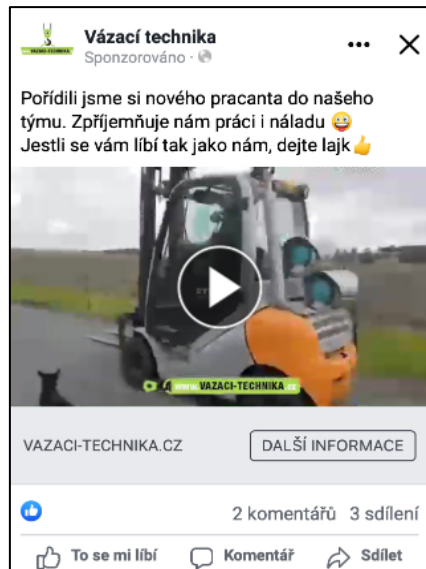 Vázací technika
Sponzorováno ·
Pořídili jsme si nového pracanta do našeho
týmu. Zpříjemňuje nám práci i náladu 😀
Jestli se vám líbí tak jako nám, dejte lajk👍
www.VAZACI-TECHNIKA.cz
VAZACI-TECHNIKA.CZ
DALŠÍ INFORMACE
2 komentářů 3 sdílení
To se mi líbí Komentář Sdílet